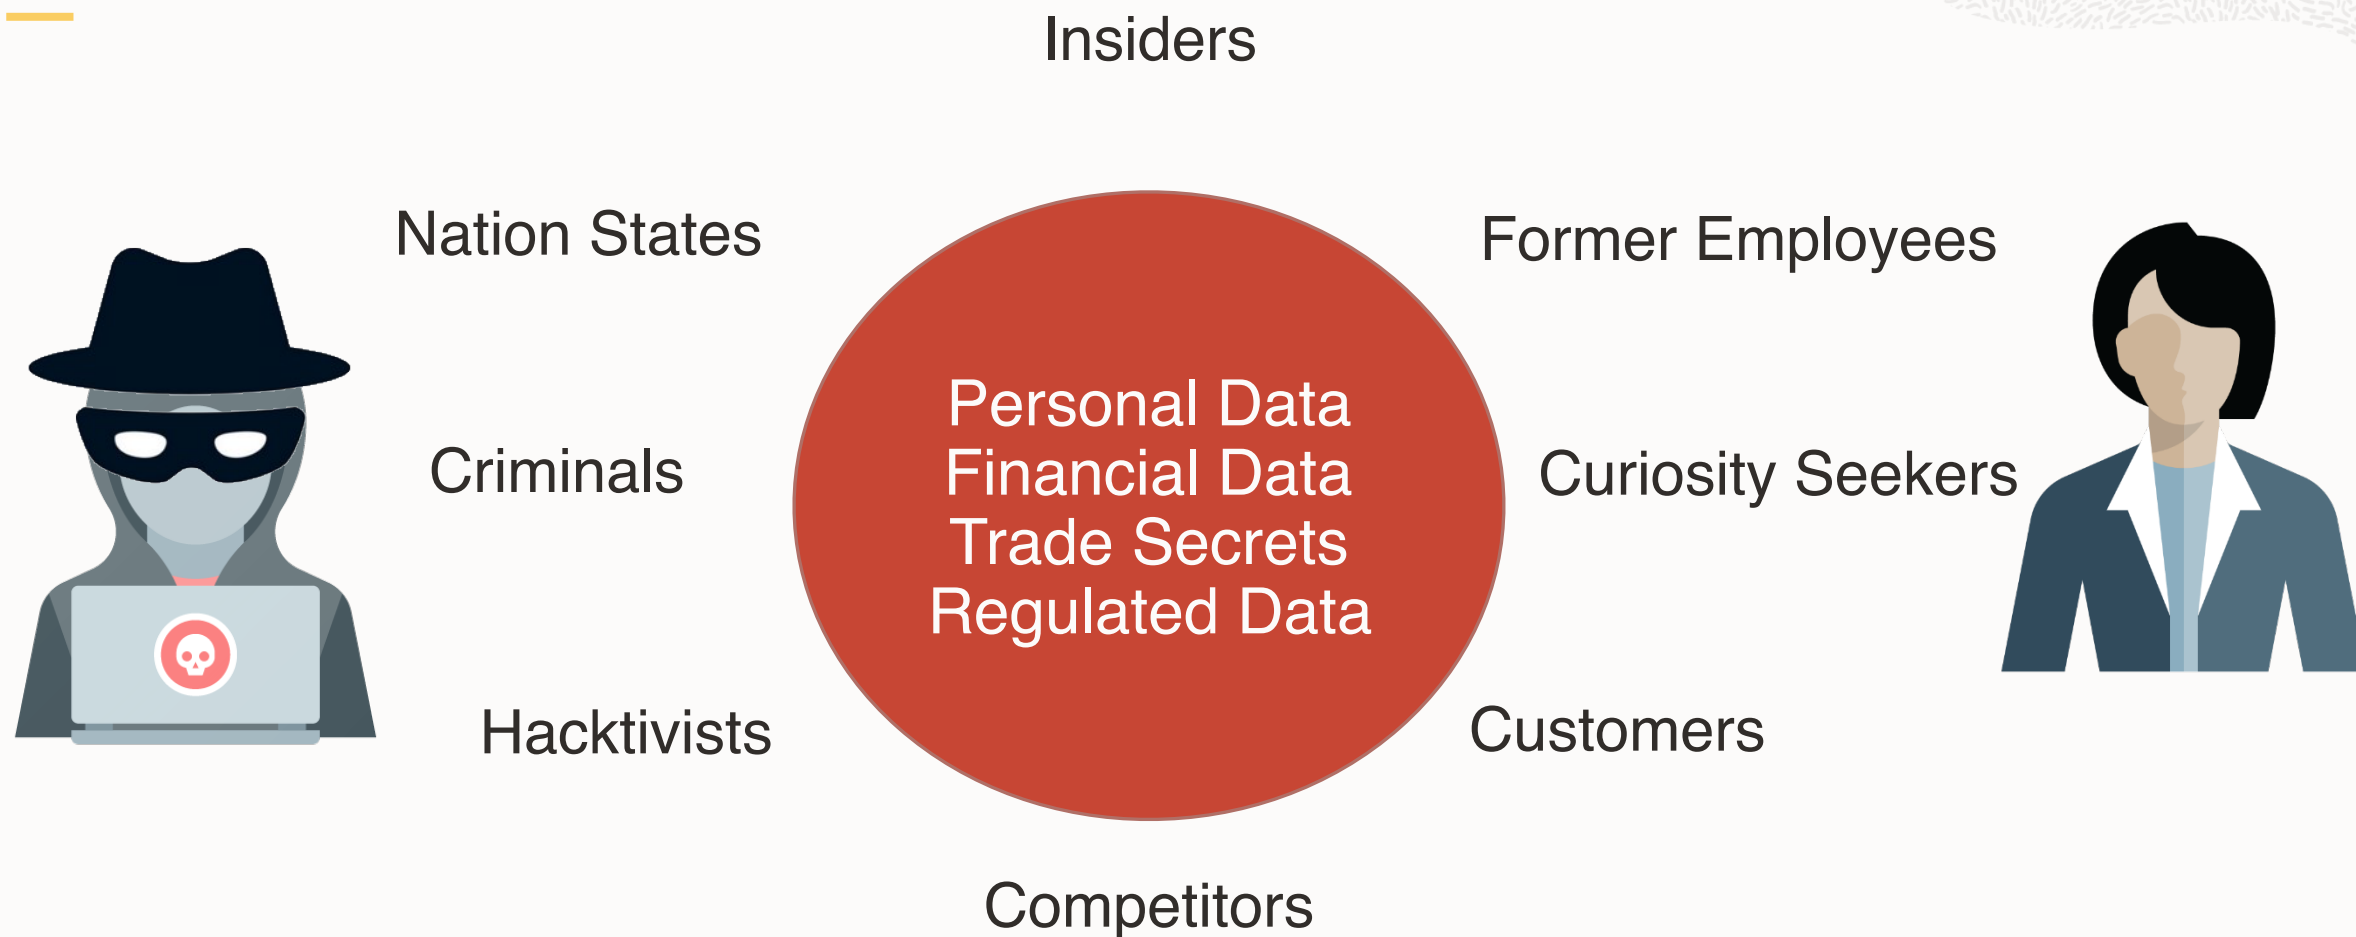 Insiders
Nation States
Former Employees
Personal Data
Financial Data
Trade Secrets
Regulated Data
Criminals
Curiosity Seekers
Hacktivists
Customers
Competitors